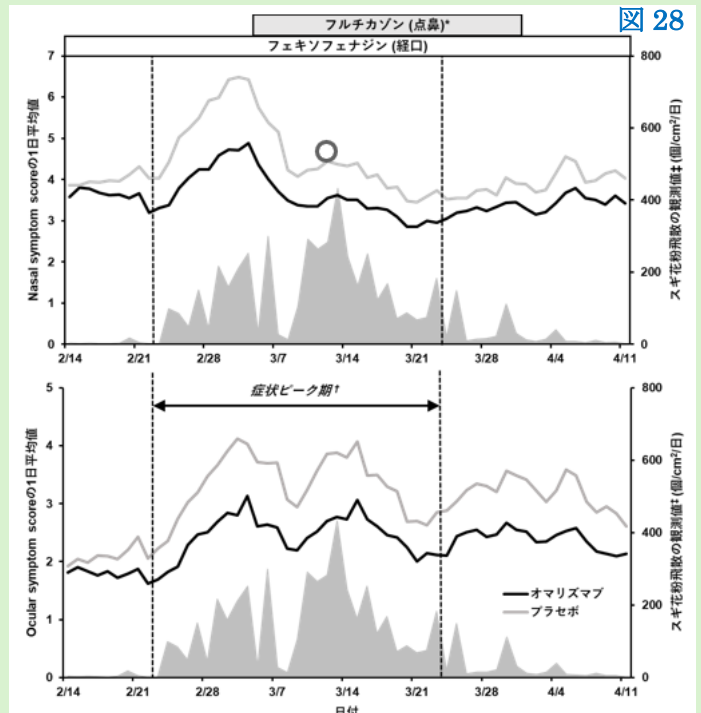 図 28
フルチカゾン (点鼻)*
フェキソフェナジン (経口)
Nasal symptom scoreの1日平均値
7
6
5
4
3
2
1
0
800
600
400
200
0
スギ花粉飛散の観測値‡ (個/cm²/日)
2/14 2/21 2/28 3/7 3/14 3/21 3/28 4/4 4/11
Ocular symptom scoreの1日平均値
5
4
3
2
1
0
症状ピーク期†
オマリズマブ
プラセボ
800
600
400
200
0
スギ花粉飛散の観測値‡ (個/cm²/日)
2/14 2/21 2/28 3/7 3/14 3/21 3/28 4/4 4/11
日付